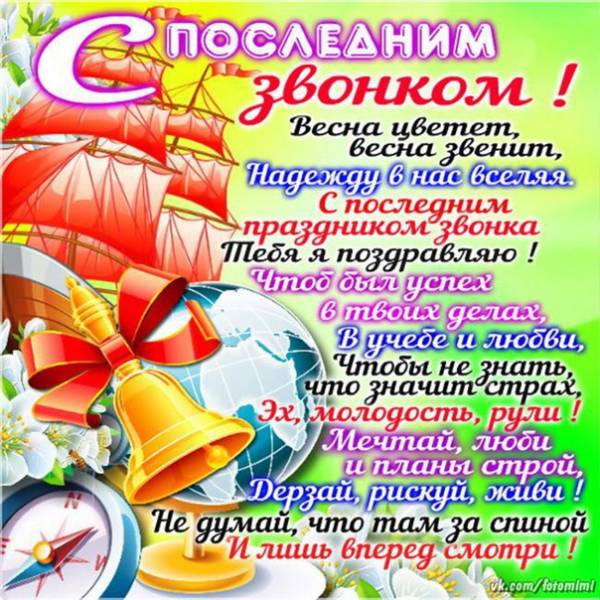 С ПОСЛЕДНИМ
звонком !
Весна цветет,
весна звенит,
Надежду в нас вселяя.
С последним
праздником звонка
Тебя я поздравляю !
Чтоб был успех
в твоих делах,
В учебе и любви,
Чтобы не знать,
что значит страх,
Эх, молодость, рули !
Мечтай, люби
и планы строй,
Дерзай, рискуй, живи !
Не думай, что там за спиной
И лишь вперед смотри !
N
E
vk.com/fotomimi